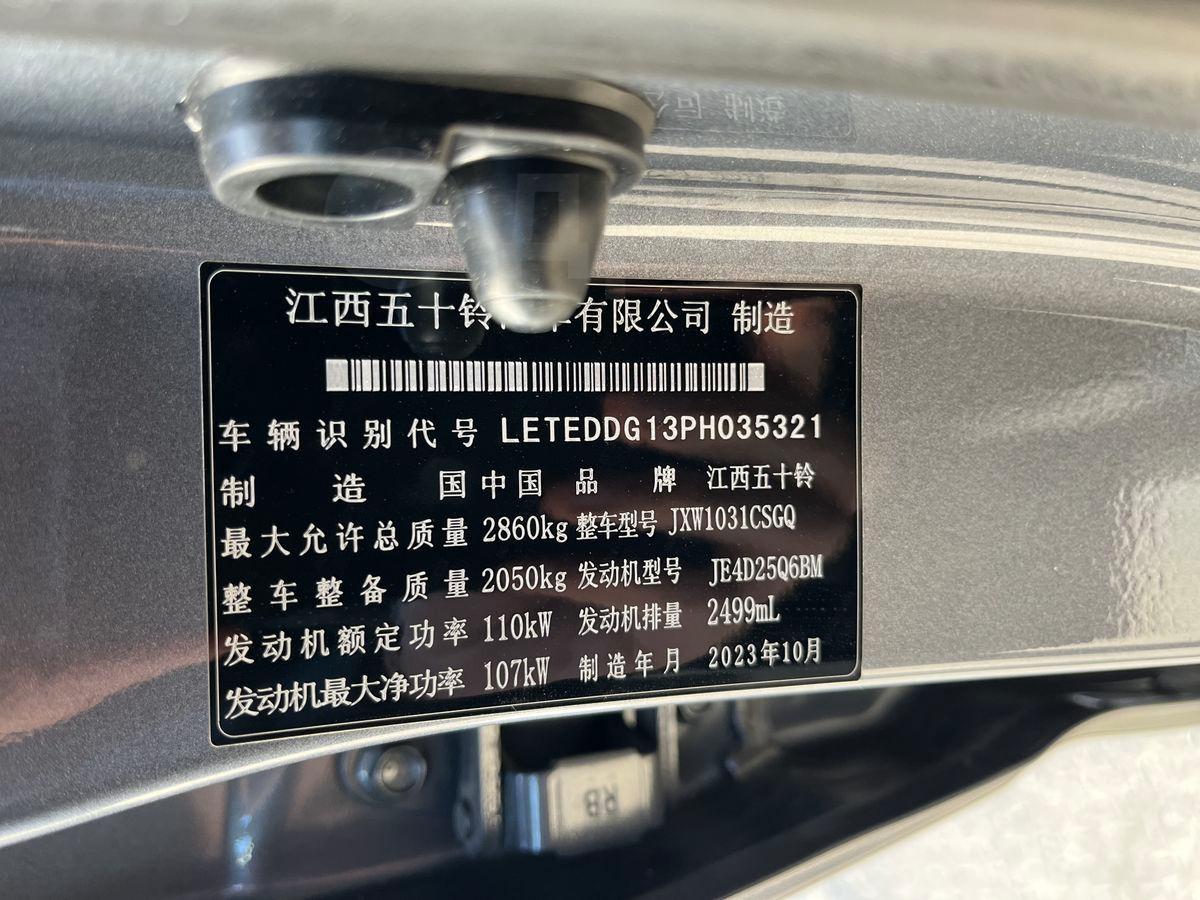 江西五十铃 车有限公司 制造
车辆识别代号 LETEDDG13PH035321
制造国 中国 品牌 江西五十铃
最大允许总质量 2860kg 整车型号 JXW1031CSGQ
整车整备质量 2050kg 发动机型号 JE4D25Q6BM
发动机额定功率 110kW 发动机排量 2499mL
发动机最大净功率 107kW 制造年月 2023年10月
RB